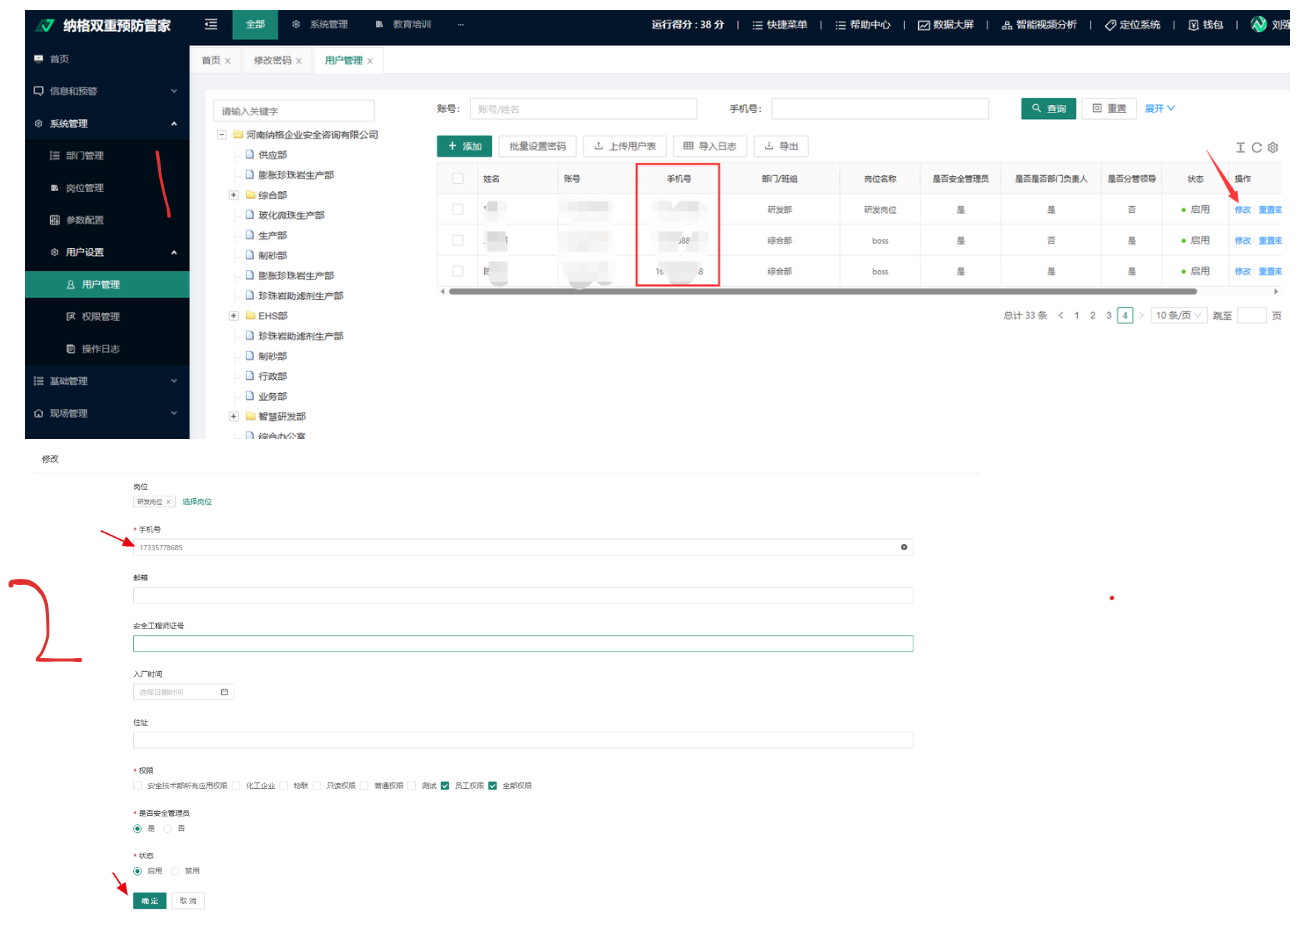 纳格双重预防管家 全部 系统管理 教育培训 ··· 运行得分 : 38 分 | 快捷菜单 | 帮助中心 | 数据大屏 | 智能视频分析 | 定位系统 | 钱包 | 刘强
首页
信息和预警
系统管理
部门管理
岗位管理
参数配置
用户设置
用户管理
权限管理
操作日志
基础管理
现场管理
首页 × 修改密码 × 用户管理 ×
请输入关键字
河南纳格企业安全咨询有限公司
供应部
膨胀珍珠岩生产部
综合部
玻化微珠生产部
生产部
制砂部
膨胀珍珠岩生产部
珍珠岩助滤剂生产部
EHS部
珍珠岩助滤剂生产部
制砂部
行政部
业务部
智慧研发部
综合办公室
账号: 账号/姓名 手机号: 查询 重置 展开
+ 添加 批量设置密码 上传用户表 导入日志 导出
姓名 账号 手机号 部门/班组 岗位名称 是否安全管理员 是否是否部门负责人 是否分管领导 状态 操作
研发部 研发岗位 是 是 否 启用 修改 重置密
88 综合部 boss 是 否 是 启用 修改 重置密
16 8 综合部 boss 是 是 是 启用 修改 重置密
总计 33 条 < 1 2 3 4 > 10 条/页 跳至 页
1
修改
岗位
研发岗位 × 选择岗位
* 手机号
17335778685
邮箱
安全工程师证号
入厂时间
选择日期时间
住址
* 权限
安全技术部所有应用权限 化工企业 物联 只读权限 普通权限 测试 员工权限 全部权限
* 是否安全管理员
是 否
* 状态
启用 禁用
确 定 取 消
2